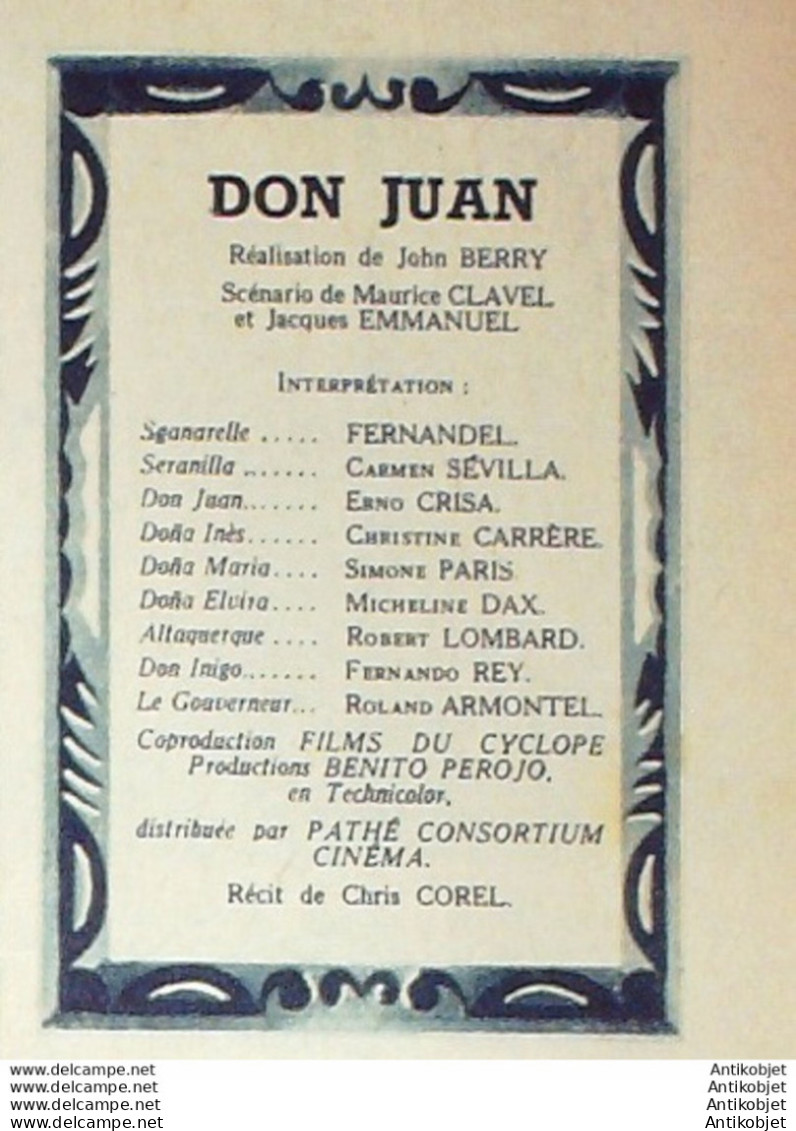 DON JUAN
Réalisation de John BERRY
Scénario de Maurice CLAVEL
et Jacques EMMANUEL
INTERPRÉTATION :
Sganarelle ..... FERNANDEL.
Seranilla ....... CARMEN SÉVILLA.
Don Juan....... ERNO CRISA.
Doña Inès...... CHRISTINE CARRÈRE.
Doña Maria.... SIMONE PARIS
Doña Elvira.... MICHELINE DAX.
Altaquerque .... ROBERT LOMBARD.
Don Inigo....... FERNANDO REY.
Le Gouverneur... ROLAND ARMONTEL.
Coproduction FILMS DU CYCLOPE
Productions BENITO PEROJO,
en Technicolor,
distribuée par PATHÉ CONSORTIUM
CINÉMA.
Récit de Chris COREL.
www.delcampe.net Antikobjet
www.delcampe.net Antikobjet
www.delcampe.net Antikobjet
www.delcampe.net Antikobjet